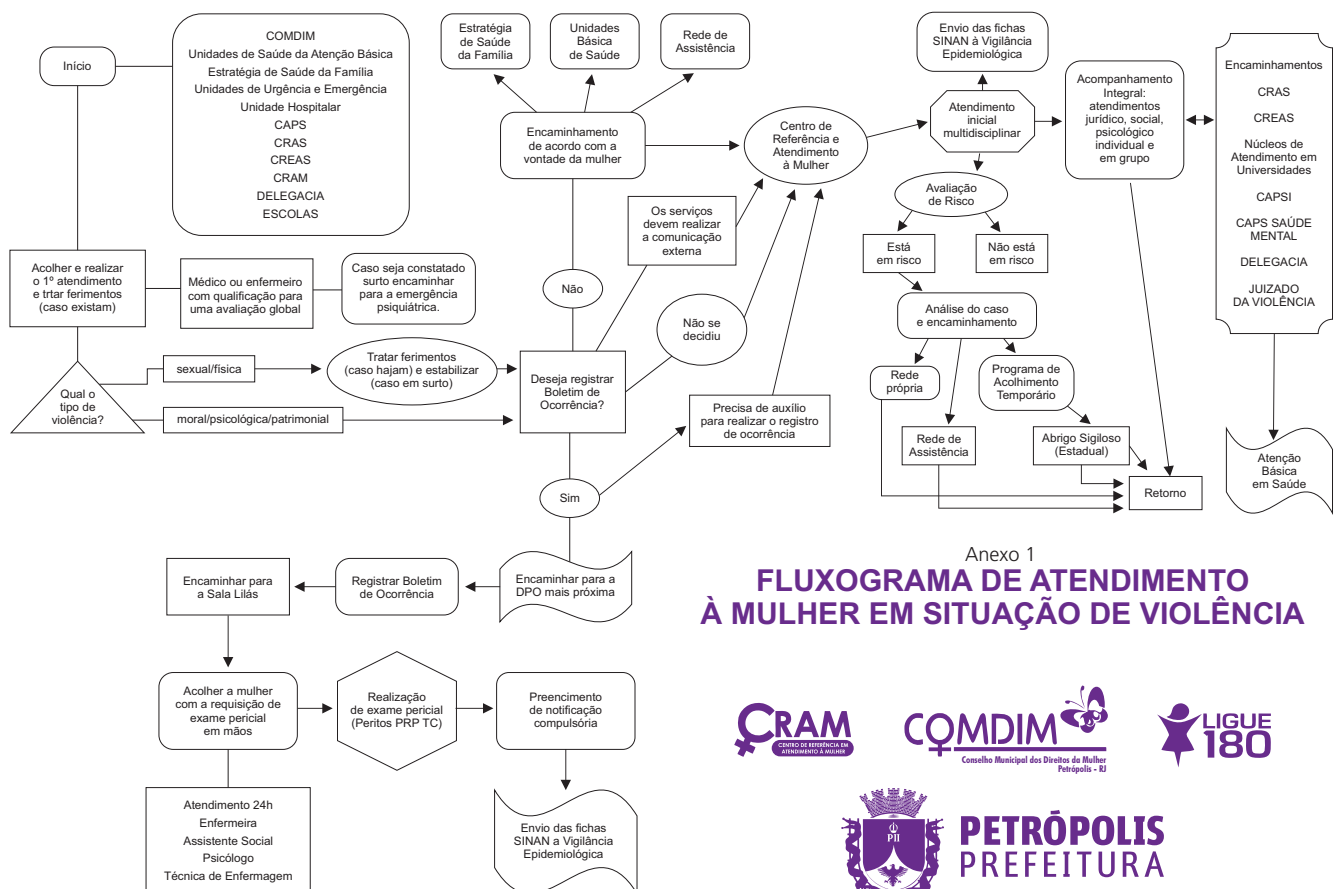 Início
COMDIM
Unidades de Saúde da Atenção Básica
Estratégia de Saúde da Família
Unidades de Urgência e Emergência
Unidade Hospitalar
CAPS
CRAS
CREAS
CRAM
DELEGACIA
ESCOLAS
Acolher e realizar
o 1º atendimento
e trtar ferimentos
(caso existam)
Médico ou enfermeiro
com qualificação para
uma avaliação global
Caso seja constatado
surto encaminhar
para a emergência
psiquiátrica.
Qual o
tipo de
violência?
sexual/física
Tratar ferimentos
(caso hajam) e estabilizar
(caso em surto)
moral/psicológica/patrimonial
Deseja registrar
Boletim de
Ocorrência?
Não
Encaminhamento
de acordo com a
vontade da mulher
Estratégia
de Saúde
da Família
Unidades
Básica
de Saúde
Rede de
Assistência
Os serviços
devem realizar
a comunicação
externa
Não se
decidiu
Precisa de auxílio
para realizar o registro
de ocorrência
Sim
Centro de
Referência e
Atendimento
à Mulher
Envio das fichas
SINAN à Vigilância
Epidemiológica
Atendimento
inicial
multidisciplinar
Acompanhamento
Integral:
atendimentos
jurídico, social,
psicológico
individual e
em grupo
Encaminhamentos
CRAS
CREAS
Núcleos de
Atendimento em
Universidades
CAPSI
CAPS SAÚDE
MENTAL
DELEGACIA
JUIZADO
DA VIOLÊNCIA
Atenção
Básica
em Saúde
Avaliação
de Risco
Está
em risco
Não está
em risco
Análise do caso
e encaminhamento
Rede
própria
Rede de
Assistência
Programa de
Acolhimento
Temporário
Abrigo Sigiloso
(Estadual)
Retorno
Encaminhar para a
DPO mais próxima
Registrar Boletim
de Ocorrência
Encaminhar para
a Sala Lilás
Acolher a mulher
com a requisição de
exame pericial
em mãos
Realização
de exame pericial
(Peritos PRP TC)
Preencimento
de notificação
compulsória
Atendimento 24h
Enfermeira
Assistente Social
Psicólogo
Técnica de Enfermagem
Envio das fichas
SINAN a Vigilância
Epidemiológica
Anexo 1
FLUXOGRAMA DE ATENDIMENTO
À MULHER EM SITUAÇÃO DE VIOLÊNCIA
CRAM
CENTRO DE REFERÊNCIA EM
ATENDIMENTO À MULHER
COMDIM
Conselho Municipal dos Direitos da Mulher
Petrópolis - RJ
LIGUE
180
PII
PETRÓPOLIS
PREFEITURA